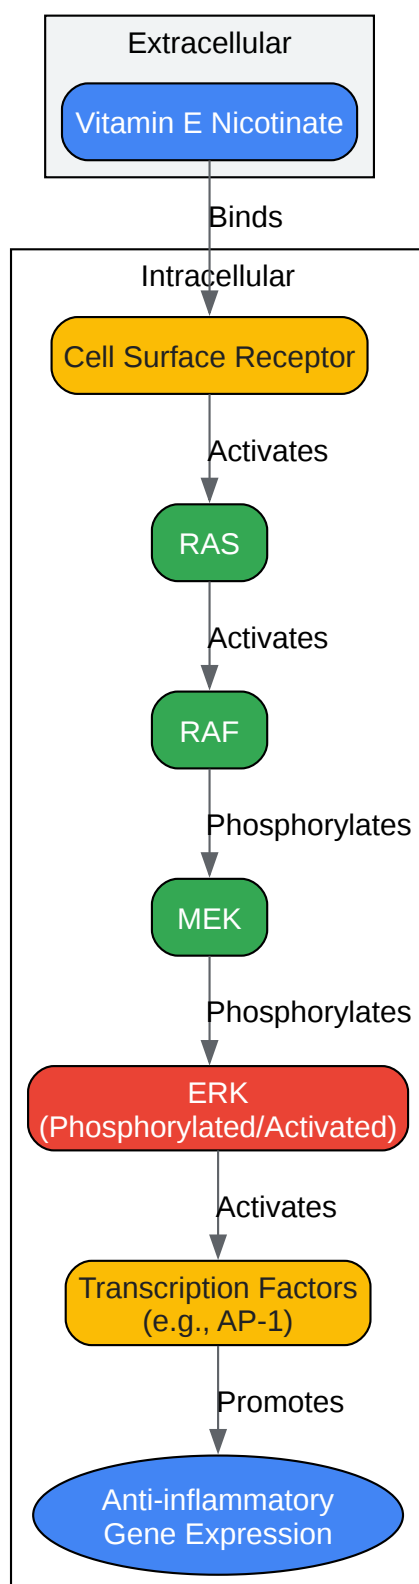 Extracellular
Vitamin E Nicotinate
Binds
Intracellular
Cell Surface Receptor
Activates
RAS
Activates
RAF
Phosphorylates
MEK
Phosphorylates
ERK
(Phosphorylated/Activated)
Activates
Transcription Factors
(e.g., AP-1)
Promotes
Anti-inflammatory
Gene Expression